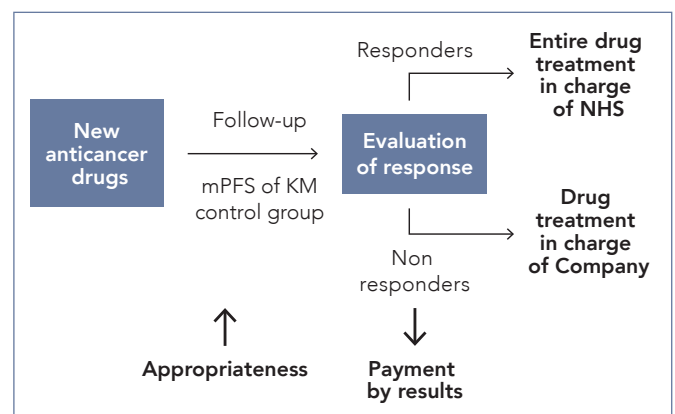 New
anticancer
drugs
Follow-up
mPFS of KM
control group
Evaluation
of response
Responders
Entire drug
treatment
in charge
of NHS
Non
responders
Drug
treatment
in charge
of Company
Appropriateness
Payment
by results